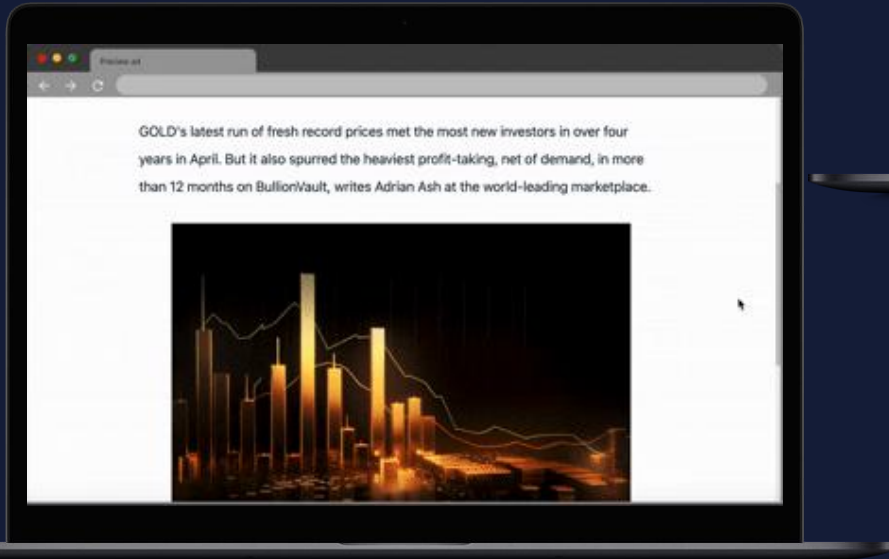 Preview ad
GOLD's latest run of fresh record prices met the most new investors in over four
years in April. But it also spurred the heaviest profit-taking, net of demand, in more
than 12 months on BullionVault, writes Adrian Ash at the world-leading marketplace.